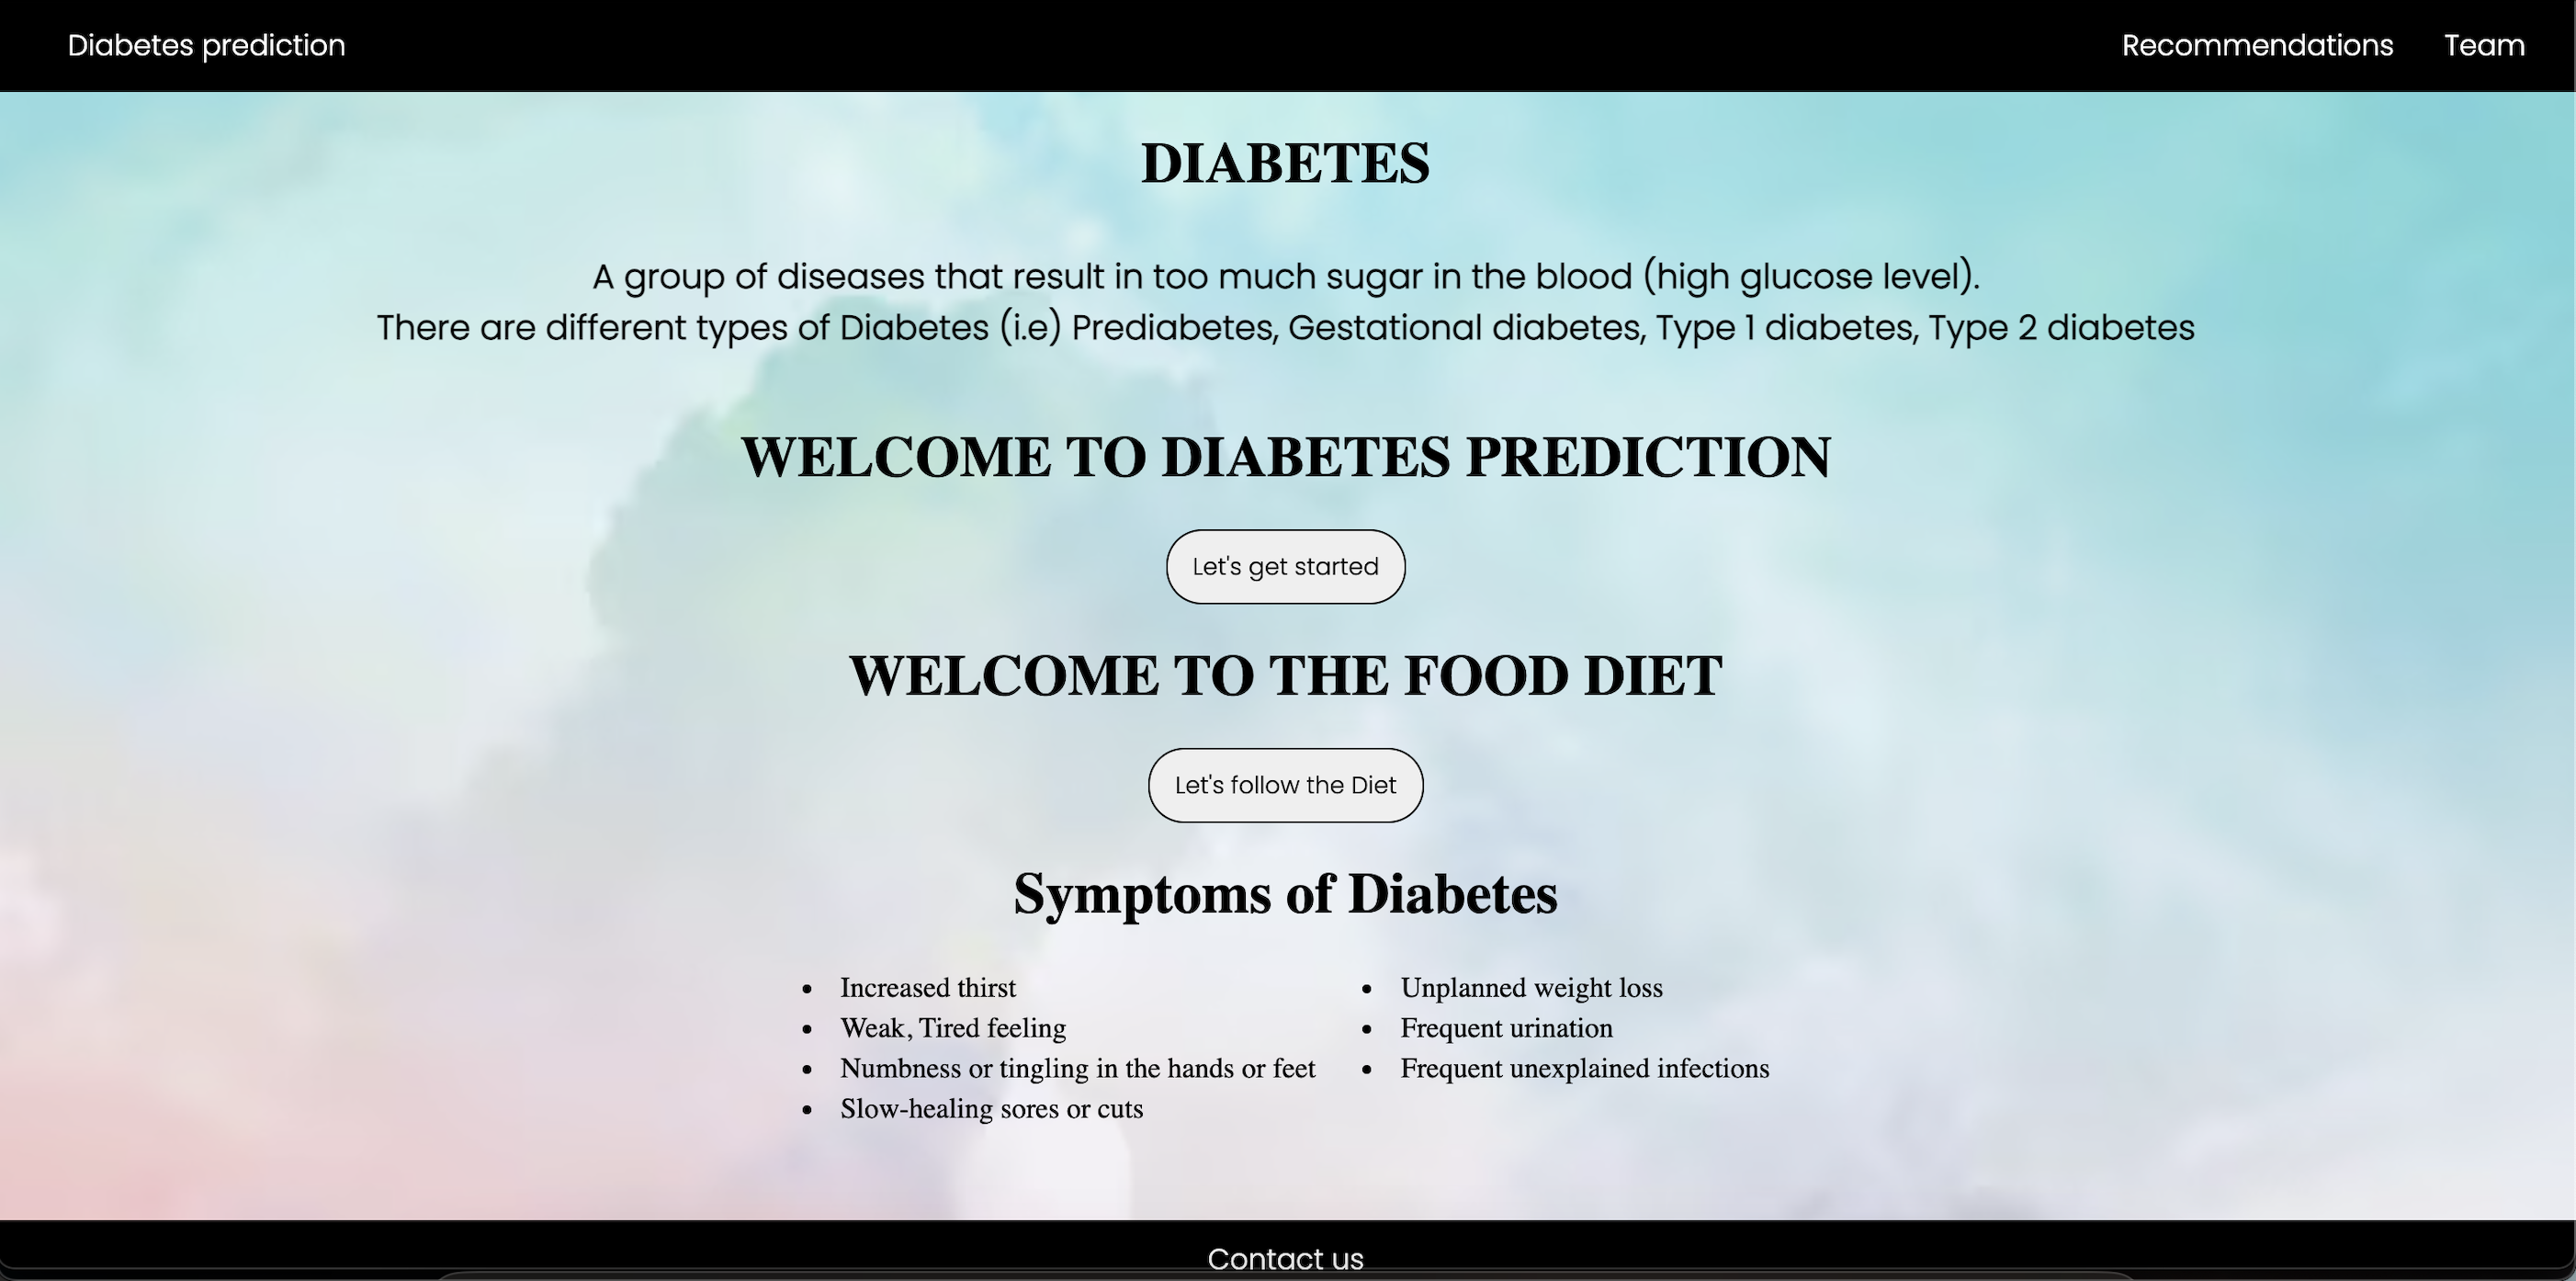 Diabetes prediction
Recommendations
Team
DIABETES
A group of diseases that result in too much sugar in the blood (high glucose level).
There are different types of Diabetes (i.e) Prediabetes, Gestational diabetes, Type 1 diabetes, Type 2 diabetes
WELCOME TO DIABETES PREDICTION
Let's get started
WELCOME TO THE FOOD DIET
Let's follow the Diet
Symptoms of Diabetes
Increased thirst
Weak, Tired feeling
Numbness or tingling in the hands or feet
Slow-healing sores or cuts
Unplanned weight loss
Frequent urination
Frequent unexplained infections
Contact us